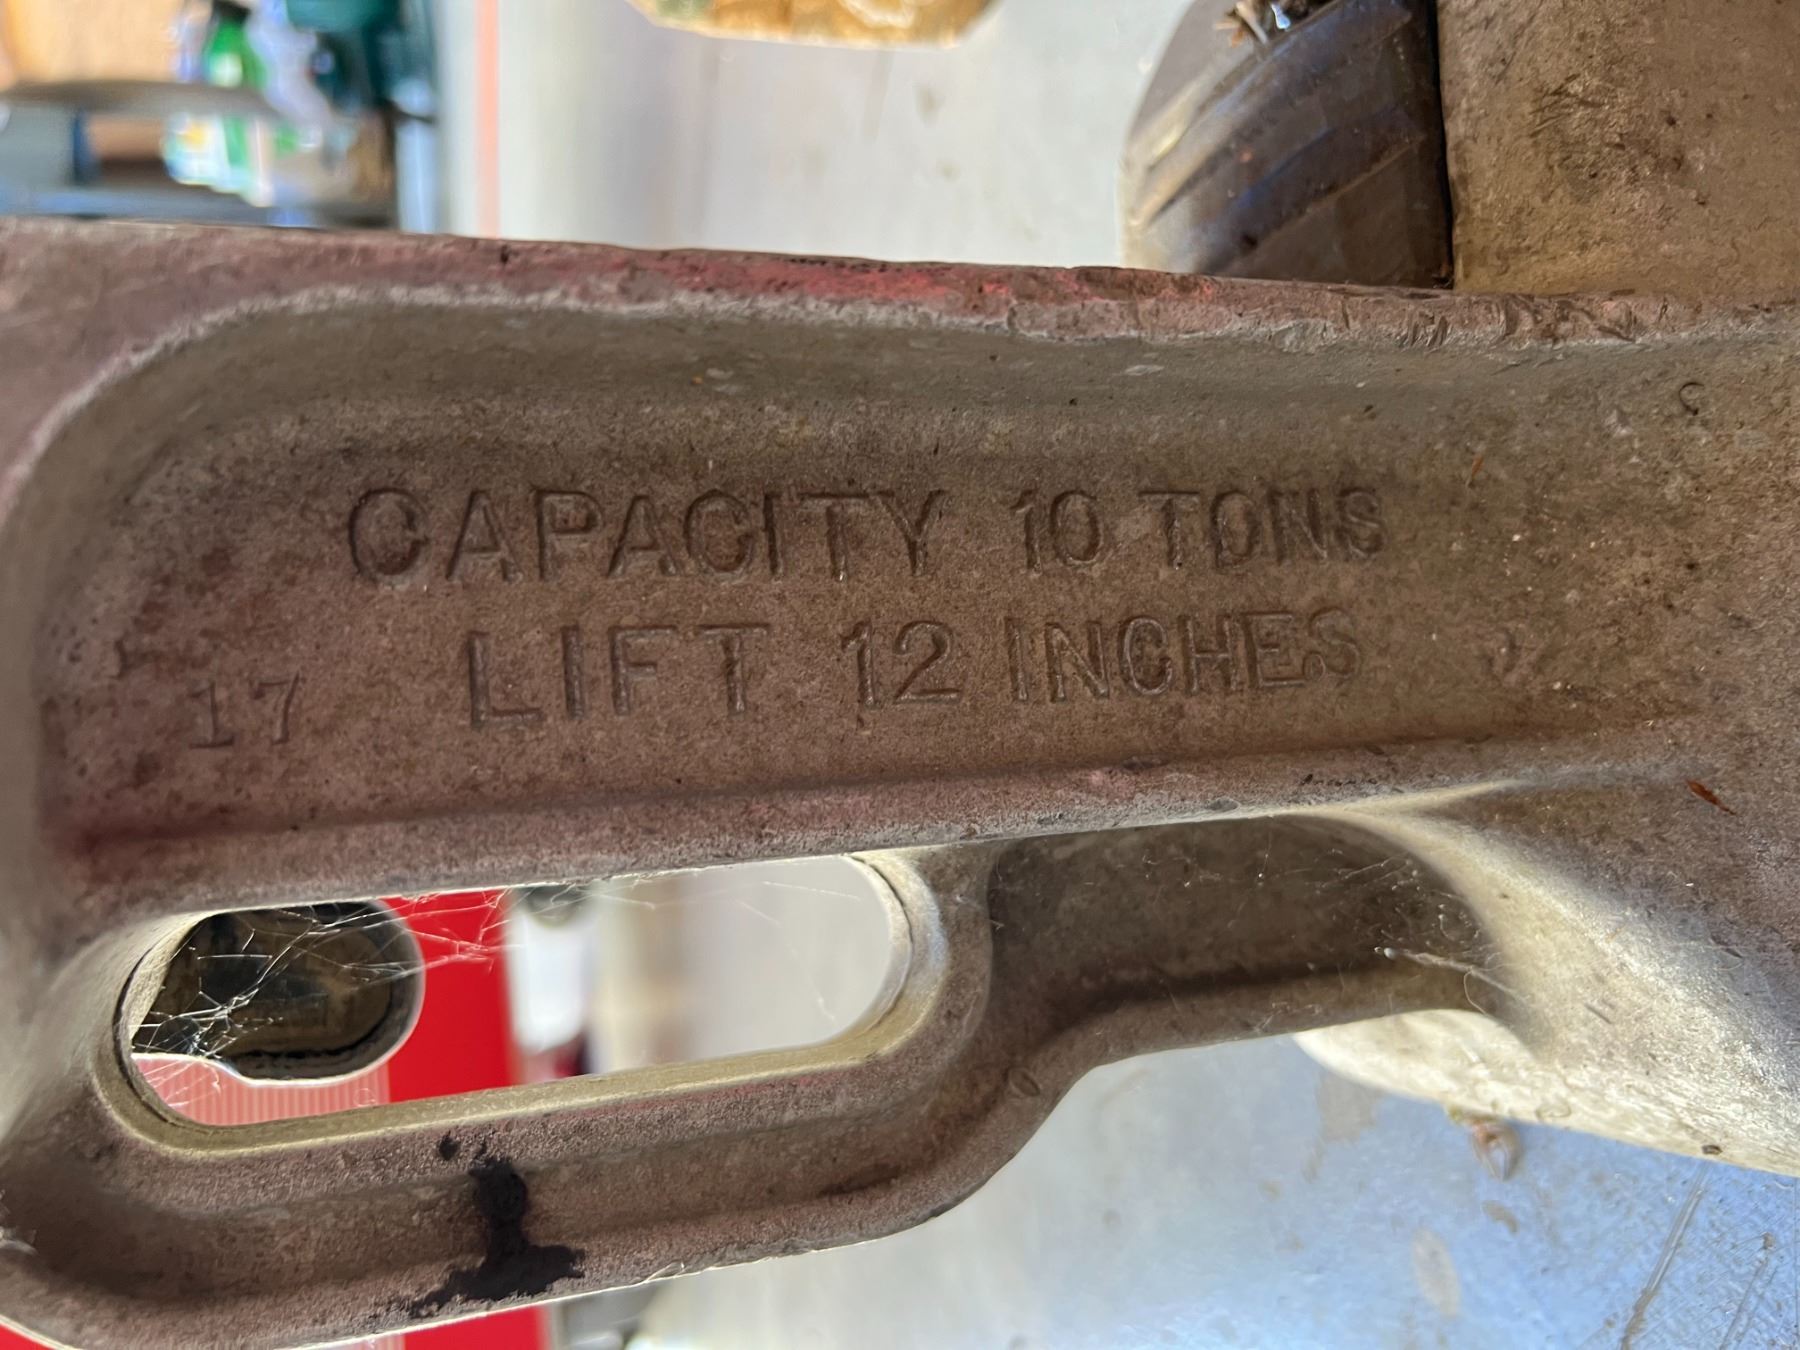 CAPACITY 10 TONS
LIFT 12 INCHES
17